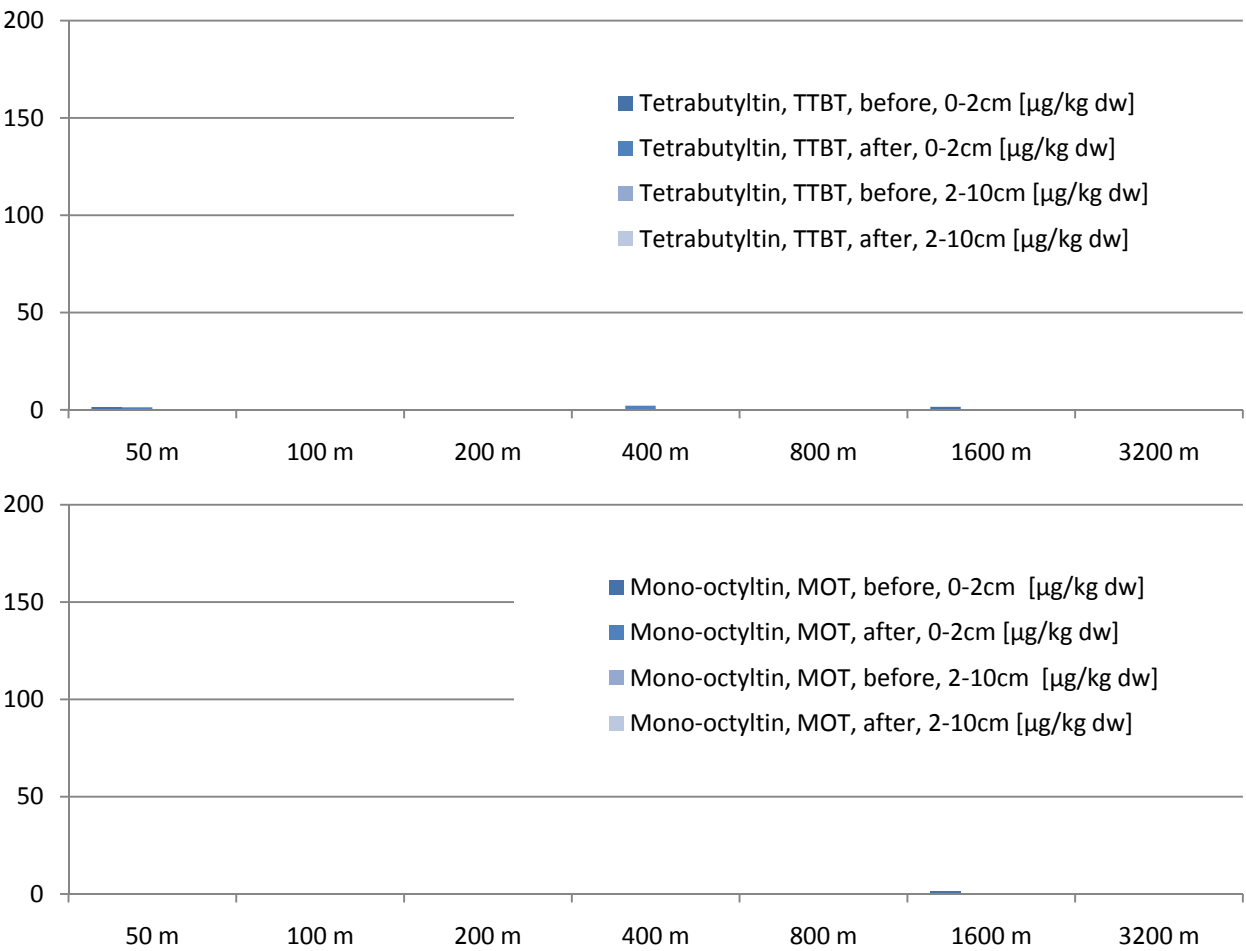 200
150
100
50
0
Tetrabutyltin, TTBT, before, 0-2cm [µg/kg dw]
Tetrabutyltin, TTBT, after, 0-2cm [µg/kg dw]
Tetrabutyltin, TTBT, before, 2-10cm [µg/kg dw]
Tetrabutyltin, TTBT, after, 2-10cm [µg/kg dw]
50 m 100 m 200 m 400 m 800 m 1600 m 3200 m
200
150
100
50
0
Mono-octyltin, MOT, before, 0-2cm [µg/kg dw]
Mono-octyltin, MOT, after, 0-2cm [µg/kg dw]
Mono-octyltin, MOT, before, 2-10cm [µg/kg dw]
Mono-octyltin, MOT, after, 2-10cm [µg/kg dw]
50 m 100 m 200 m 400 m 800 m 1600 m 3200 m